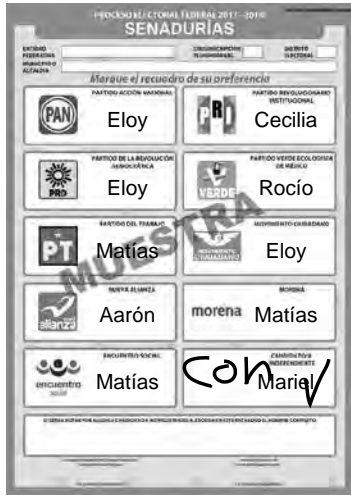 PROCESO ELECTORAL FEDERAL 2017 - 2018
SENADURÍAS
ENTIDAD FEDERATIVA
CIRCUNSCRIPCIÓN PLURINOMINAL
DISTRITO ELECTORAL
MUNICIPIO O ALCALDÍA
Marque el recuadro de su preferencia
PARTIDO ACCIÓN NACIONAL
PAN
Eloy
PARTIDO REVOLUCIONARIO
INSTITUCIONAL
PRI
Cecilia
PARTIDO DE LA REVOLUCIÓN
DEMOCRÁTICA
PRD
Eloy
PARTIDO VERDE ECOLOGISTA
DE MÉXICO
VERDE
Rocío
PARTIDO DEL TRABAJO
PT
Matías
MOVIMIENTO CIUDADANO
MOVIMIENTO
CIUDADANO
Eloy
MUESTRA
NUEVA ALIANZA
alianza
Aarón
MORENA
morena
Matías
ENCUENTRO SOCIAL
encuentro
social
Matías
CANDIDATO/A
INDEPENDIENTE
Con
Mariel